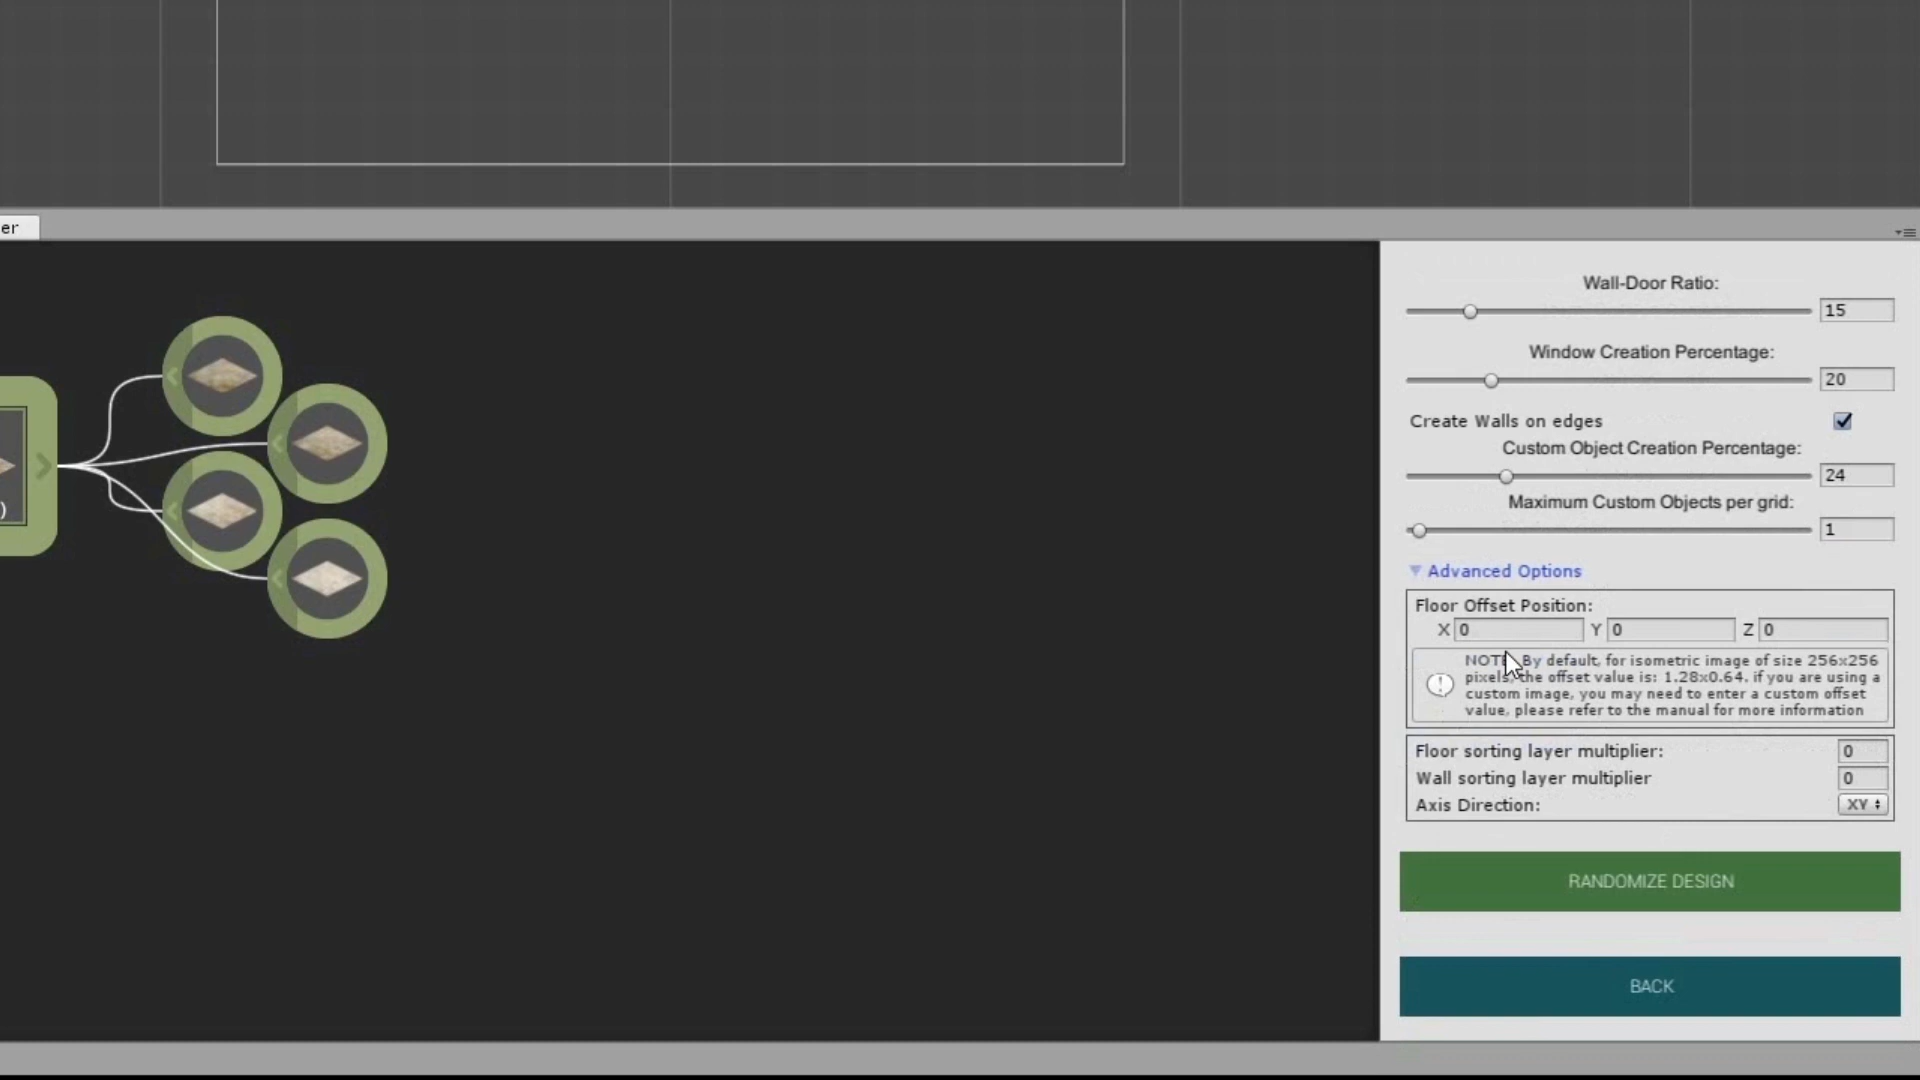 er
)
Wall-Door Ratio:
15
Window Creation Percentage:
20
Create Walls on edges
Custom Object Creation Percentage:
24
Maximum Custom Objects per grid:
1
Advanced Options
Floor Offset Position:
X 0 Y 0 Z 0
NOTE: By default, for isometric image of size 256x256
pixels, the offset value is: 1.28x0.64. if you are using a
custom image, you may need to enter a custom offset
value, please refer to the manual for more information
Floor sorting layer multiplier: 0
Wall sorting layer multiplier 0
Axis Direction: XY
RANDOMIZE DESIGN
BACK